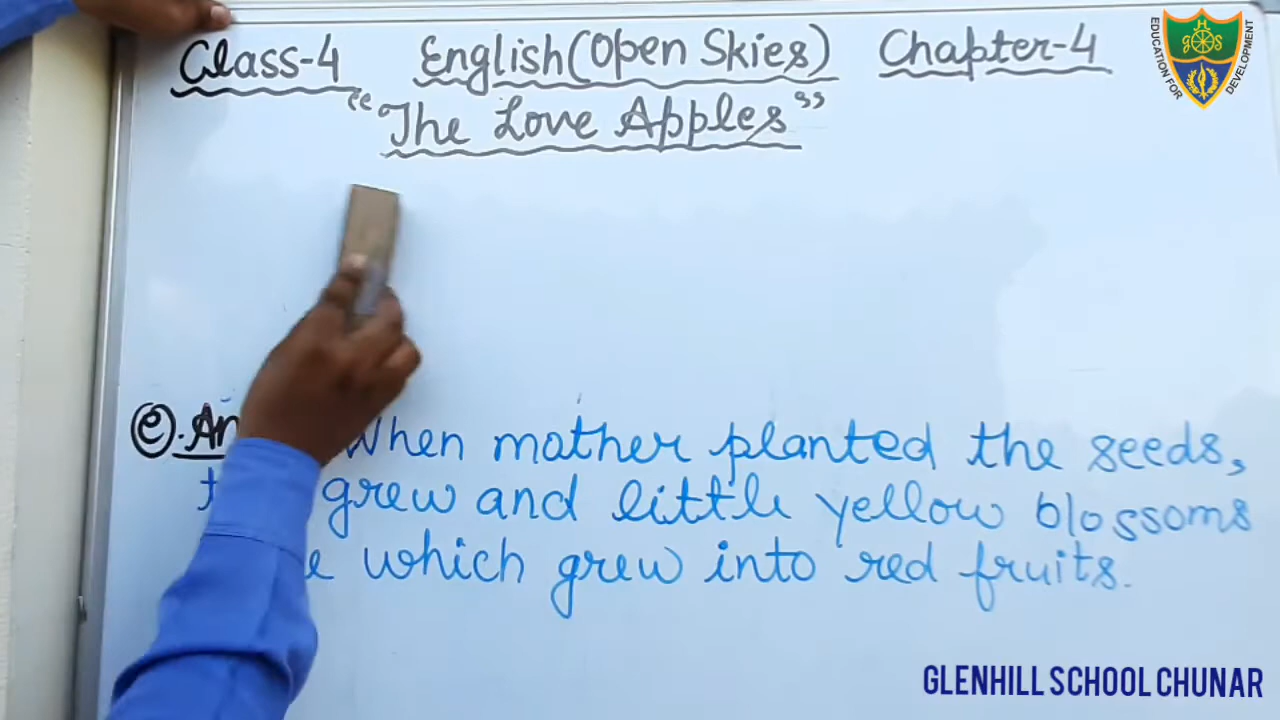 Class-4 English(Open Skies) Chapter-4
"The Love Apples"
(e). When mother planted the seeds,
grew and little yellow blossoms
which grew into red fruits.
EDUCATION FOR DEVELOPMENT
GHS
GLENHILL SCHOOL CHUNAR